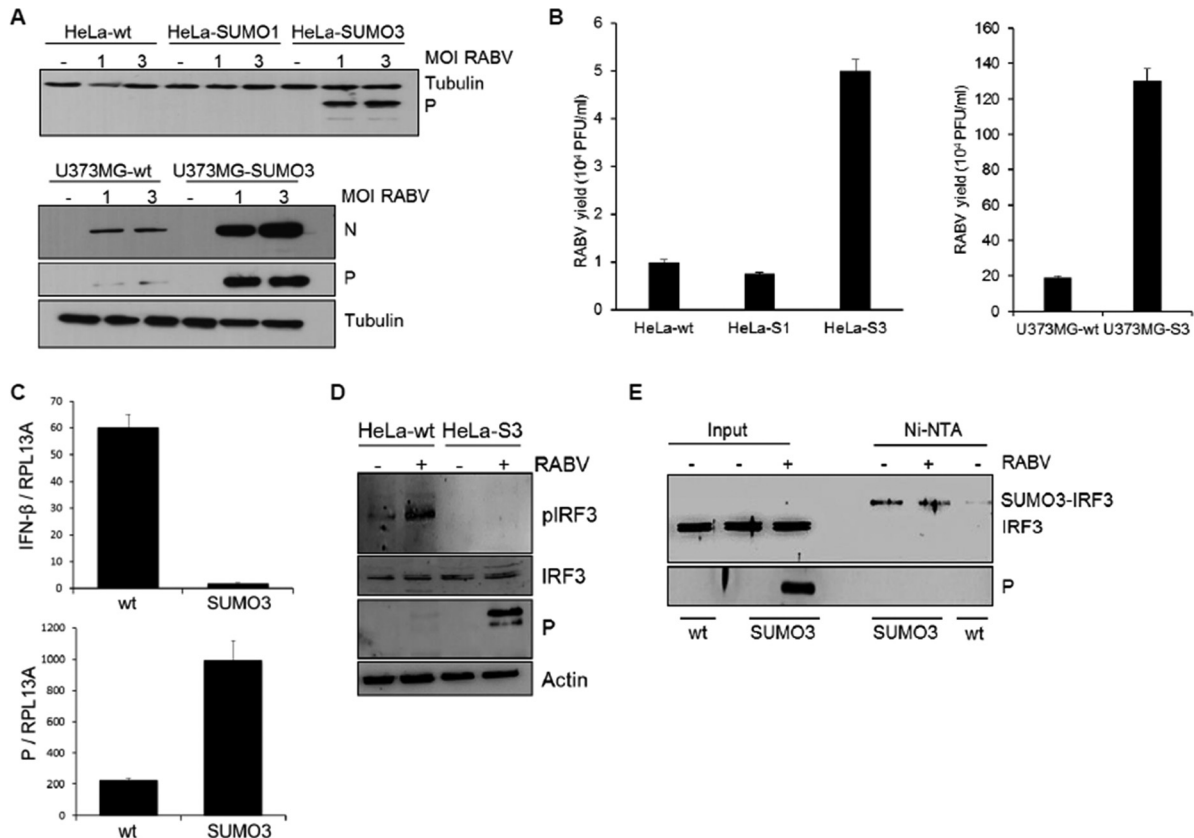 A
HeLa-wt HeLa-SUMO1 HeLa-SUMO3
- 1 3 - 1 3 - 1 3 MOI RABV
Tubulin
P
U373MG-wt U373MG-SUMO3
- 1 3 - 1 3 MOI RABV
N
P
Tubulin
B
RABV yield (10⁴ PFU/ml)
6
5
4
3
2
1
0
HeLa-wt HeLa-S1 HeLa-S3
RABV yield (10⁴ PFU/ml)
160
140
120
100
80
60
40
20
0
U373MG-wt U373MG-S3
C
IFN-β / RPL13A
70
60
50
40
30
20
10
0
wt SUMO3
P / RPL13A
1200
1000
800
600
400
200
0
wt SUMO3
D
HeLa-wt HeLa-S3
- + - + RABV
pIRF3
IRF3
P
Actin
E
Input Ni-NTA
- - + - + - RABV
SUMO3-IRF3
IRF3
P
wt SUMO3 SUMO3 wt